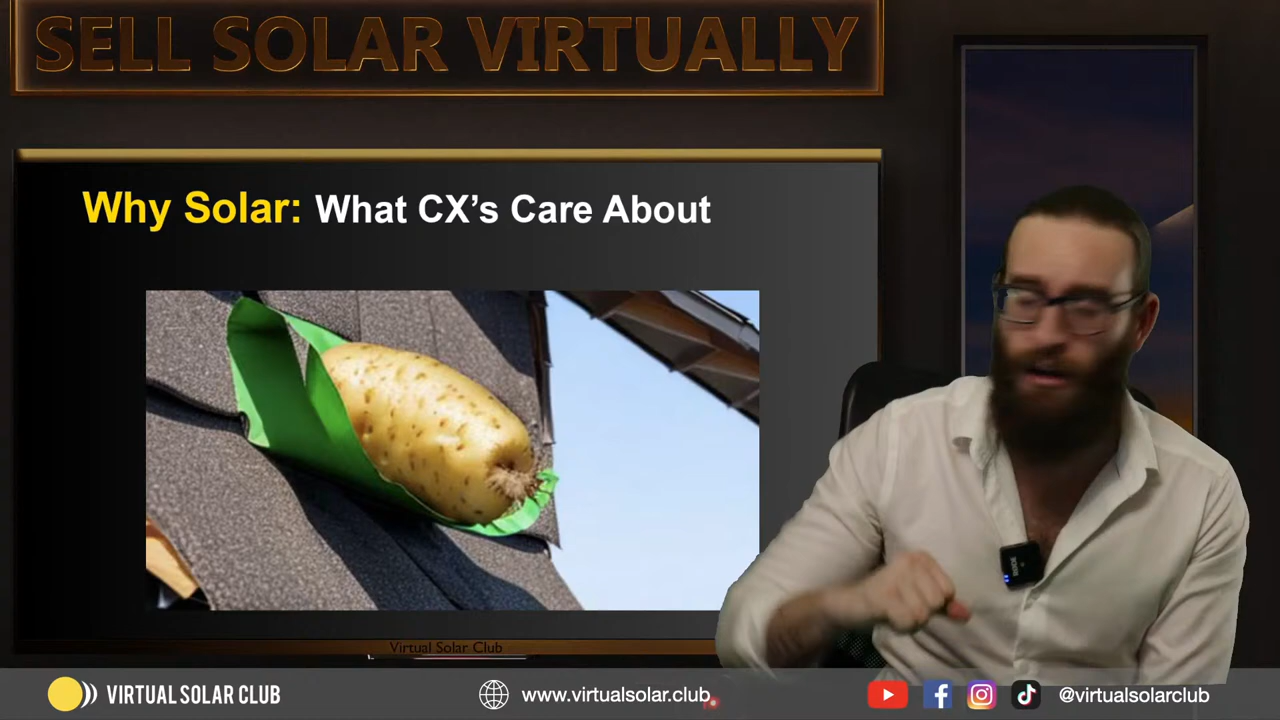 SELL SOLAR VIRTUALLY
Why Solar: What CX’s Care About
Virtual Solar Club
VIRTUAL SOLAR CLUB
www.virtualsolar.club
@virtualsolarclub
RODE